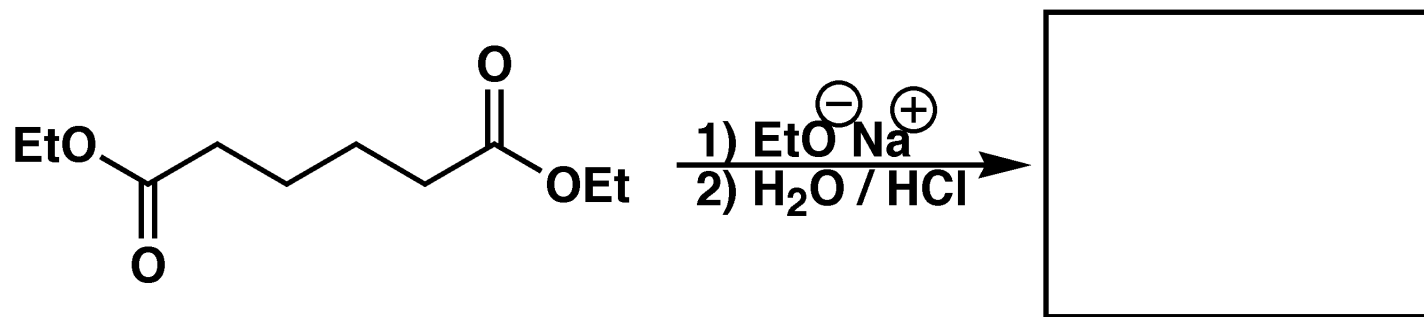 O
EtO
OEt
O
1) EtO⊖ Na⊕
2) H₂O / HCl